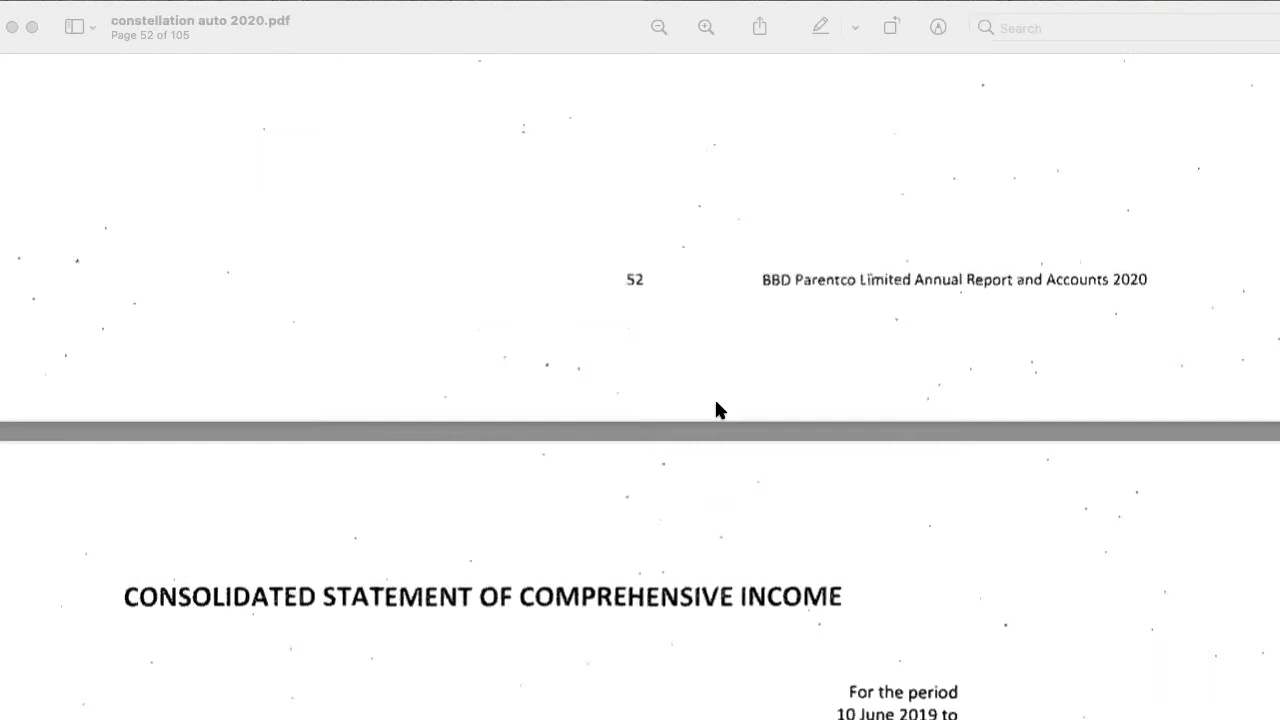 constellation auto 2020.pdf
Page 52 of 105
Search
52
BBD Parentco Limited Annual Report and Accounts 2020
CONSOLIDATED STATEMENT OF COMPREHENSIVE INCOME
For the period
10 June 2019 to